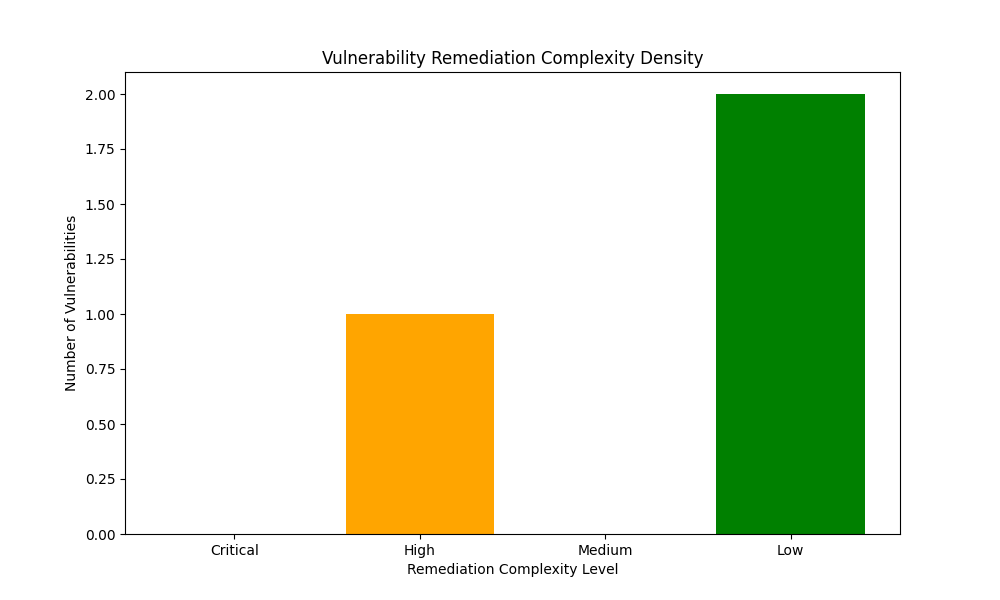 Vulnerability Remediation Complexity Density
Number of Vulnerabilities
2.00
1.75
1.50
1.25
1.00
0.75
0.50
0.25
0.00
Critical
High
Medium
Low
Remediation Complexity Level